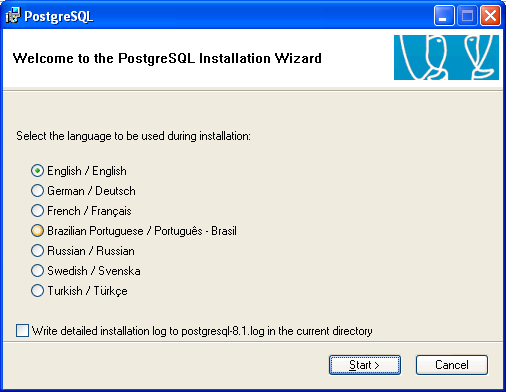 PostgreSQL
Welcome to the PostgreSQL Installation Wizard
Select the language to be used during installation:
English / English
German / Deutsch
French / Français
Brazilian Portuguese / Português - Brasil
Russian / Russian
Swedish / Svenska
Turkish / Türkçe
Write detailed installation log to postgresql-8.1.log in the current directory
Start >
Cancel